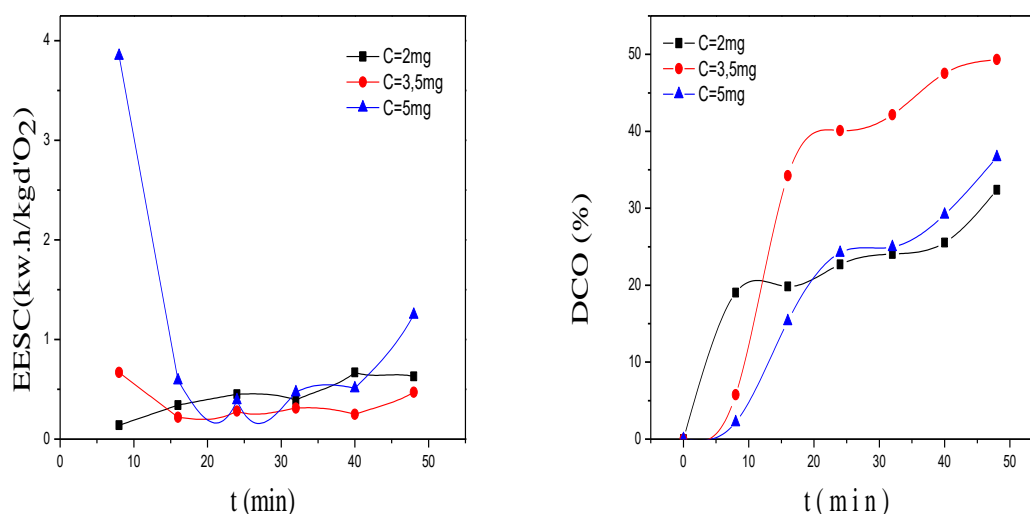 EESC(kw.h/kgd'O2)
4
3
2
1
0
0 10 20 30 40 50
t (min)
C=2mg
C=3,5mg
C=5mg
DCO (%)
50
40
30
20
10
0
0 10 20 30 40 50
t ( m i n )
C=2mg
C=3,5mg
C=5mg